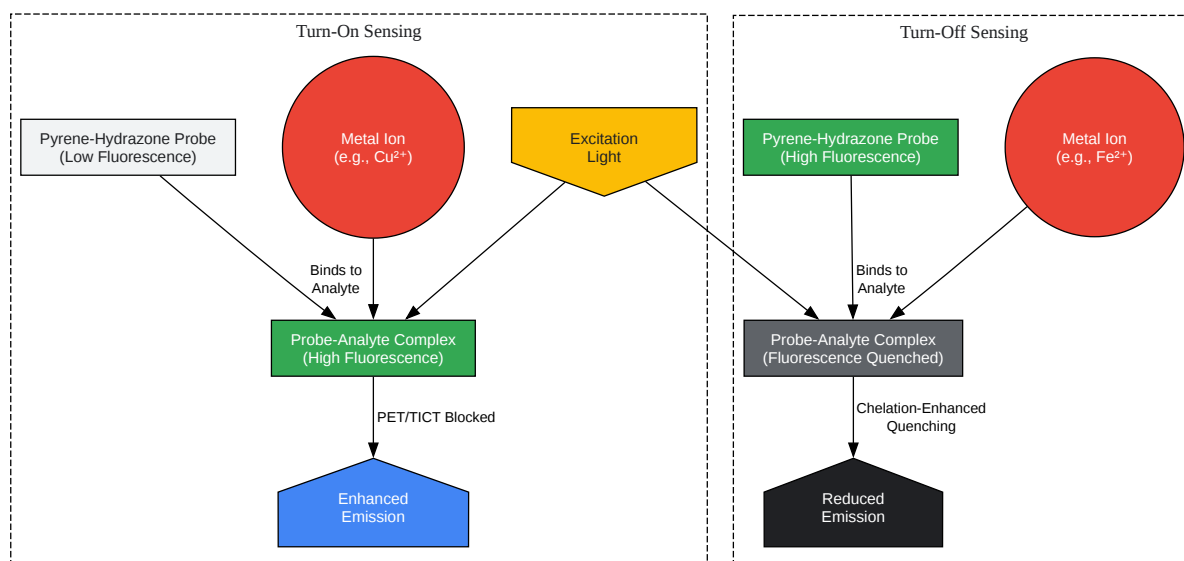 Turn-On Sensing
Turn-Off Sensing
Pyrene-Hydrazone Probe
(Low Fluorescence)
Metal Ion
(e.g., Cu²⁺)
Excitation
Light
Pyrene-Hydrazone Probe
(High Fluorescence)
Metal Ion
(e.g., Fe²⁺)
Binds to
Analyte
Binds to
Analyte
Probe-Analyte Complex
(High Fluorescence)
Probe-Analyte Complex
(Fluorescence Quenched)
PET/TICT Blocked
Chelation-Enhanced
Quenching
Enhanced
Emission
Reduced
Emission